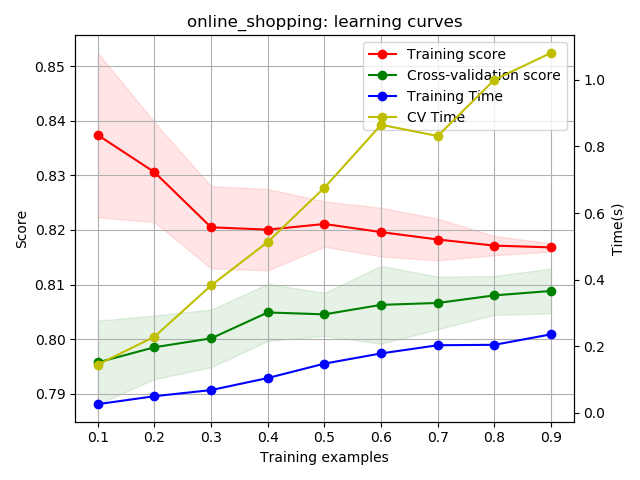 online_shopping: learning curves
Training score
Cross-validation score
Training Time
CV Time
Score
0.85
0.84
0.83
0.82
0.81
0.80
0.79
1.0
0.8
0.6
0.4
0.2
0.0
Time(s)
0.1 0.2 0.3 0.4 0.5 0.6 0.7 0.8 0.9
Training examples